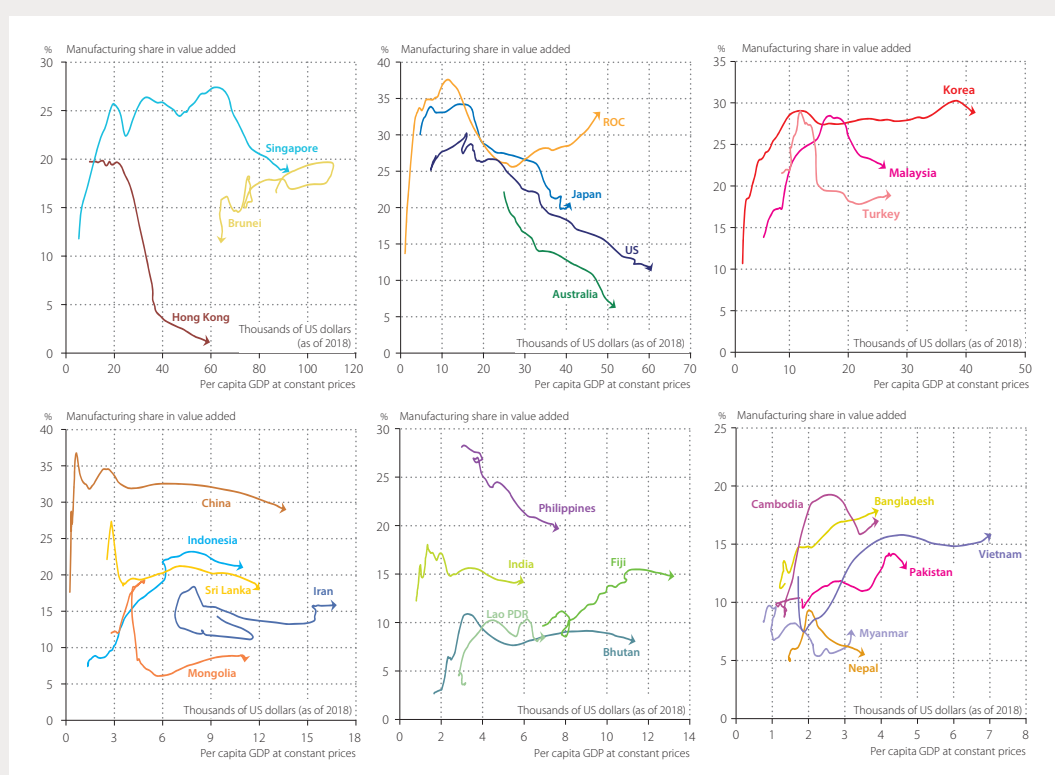 % Manufacturing share in value added
30
25
20
15
10
5
0
Singapore
Brunei
Hong Kong
Thousands of US dollars
(as of 2018)
0 20 40 60 80 100 120
Per capita GDP at constant prices
% Manufacturing share in value added
40
35
30
25
20
15
10
5
0
ROC
Japan
US
Australia
Thousands of US dollars (as of 2018)
0 10 20 30 40 50 60 70
Per capita GDP at constant prices
% Manufacturing share in value added
35
30
25
20
15
10
5
0
Korea
Malaysia
Turkey
Thousands of US dollars (as of 2018)
0 10 20 30 40 50
Per capita GDP at constant prices
% Manufacturing share in value added
40
35
30
25
20
15
10
5
0
China
Indonesia
Sri Lanka
Iran
Mongolia
Thousands of US dollars (as of 2018)
0 3 6 9 12 15 18
Per capita GDP at constant prices
% Manufacturing share in value added
30
25
20
15
10
5
0
Philippines
India
Fiji
Lao PDR
Bhutan
Thousands of US dollars (as of 2018)
0 2 4 6 8 10 12 14
Per capita GDP at constant prices
% Manufacturing share in value added
25
20
15
10
5
0
Cambodia
Bangladesh
Vietnam
Pakistan
Myanmar
Nepal
Thousands of US dollars (as of 2018)
0 1 2 3 4 5 6 7 8
Per capita GDP at constant prices